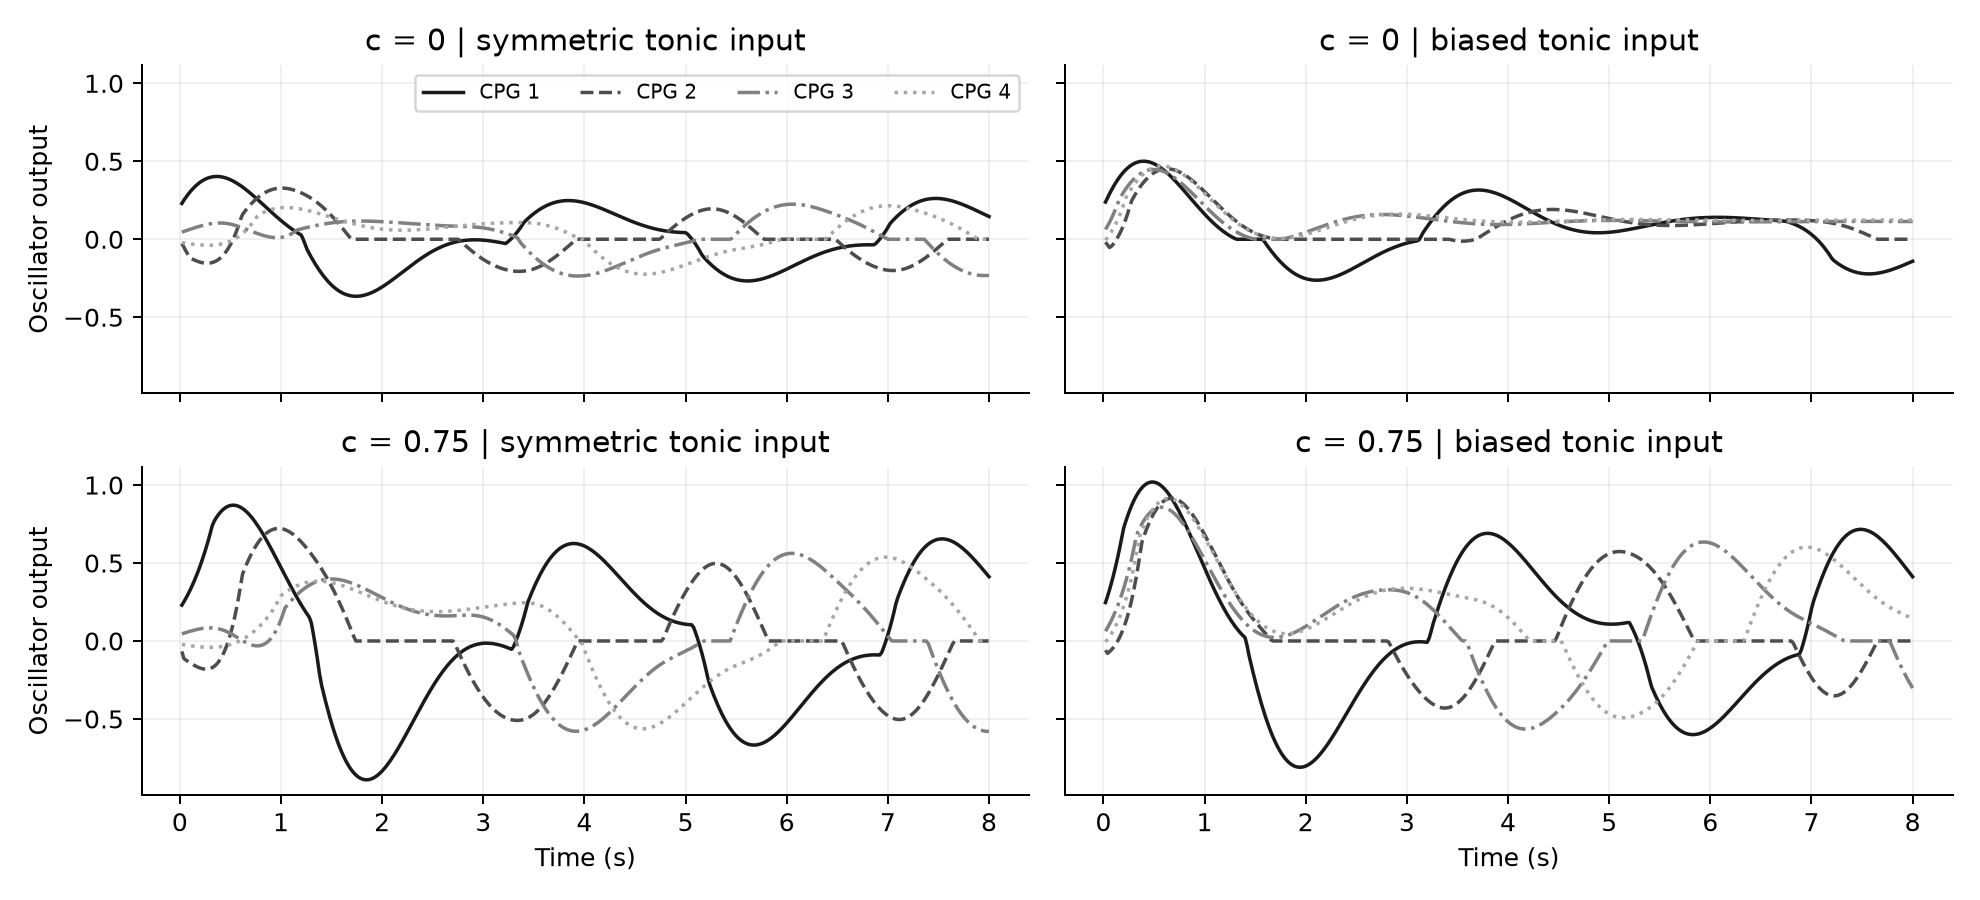 c = 0 | symmetric tonic input
c = 0 | biased tonic input
1.0
0.5
0.0
−0.5
Oscillator output
CPG 1 CPG 2 CPG 3 CPG 4
c = 0.75 | symmetric tonic input
c = 0.75 | biased tonic input
1.0
0.5
0.0
−0.5
Oscillator output
0 1 2 3 4 5 6 7 8
Time (s)
0 1 2 3 4 5 6 7 8
Time (s)